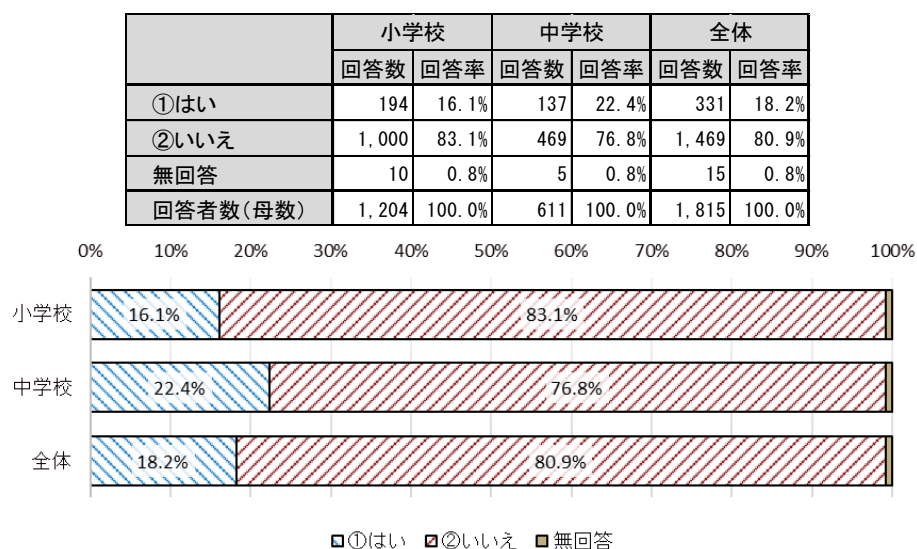 小学校 中学校 全体
回答数 回答率 回答数 回答率 回答数 回答率
①はい 194 16.1% 137 22.4% 331 18.2%
②いいえ 1,000 83.1% 469 76.8% 1,469 80.9%
無回答 10 0.8% 5 0.8% 15 0.8%
回答者数(母数) 1,204 100.0% 611 100.0% 1,815 100.0%
0% 10% 20% 30% 40% 50% 60% 70% 80% 90% 100%
小学校 16.1% 83.1%
中学校 22.4% 76.8%
全体 18.2% 80.9%
①はい ②いいえ 無回答